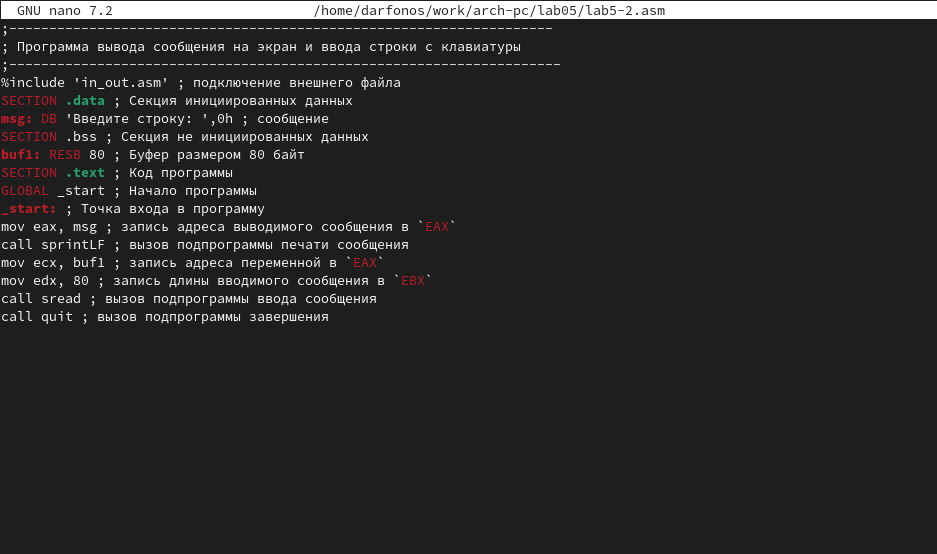 GNU nano 7.2 /home/darfonos/work/arch-pc/lab05/lab5-2.asm
;--------------------------------------------------------------------
; Программа вывода сообщения на экран и ввода строки с клавиатуры
;---------------------------------------------------------------------
%include 'in_out.asm' ; подключение внешнего файла
SECTION .data ; Секция инициированных данных
msg: DB 'Введите строку: ',0h ; сообщение
SECTION .bss ; Секция не инициированных данных
buf1: RESB 80 ; Буфер размером 80 байт
SECTION .text ; Код программы
GLOBAL _start ; Начало программы
_start: ; Точка входа в программу
mov eax, msg ; запись адреса выводимого сообщения в `EAX`
call sprintLF ; вызов подпрограммы печати сообщения
mov ecx, buf1 ; запись адреса переменной в `EAX`
mov edx, 80 ; запись длины вводимого сообщения в `EBX`
call sread ; вызов подпрограммы ввода сообщения
call quit ; вызов подпрограммы завершения